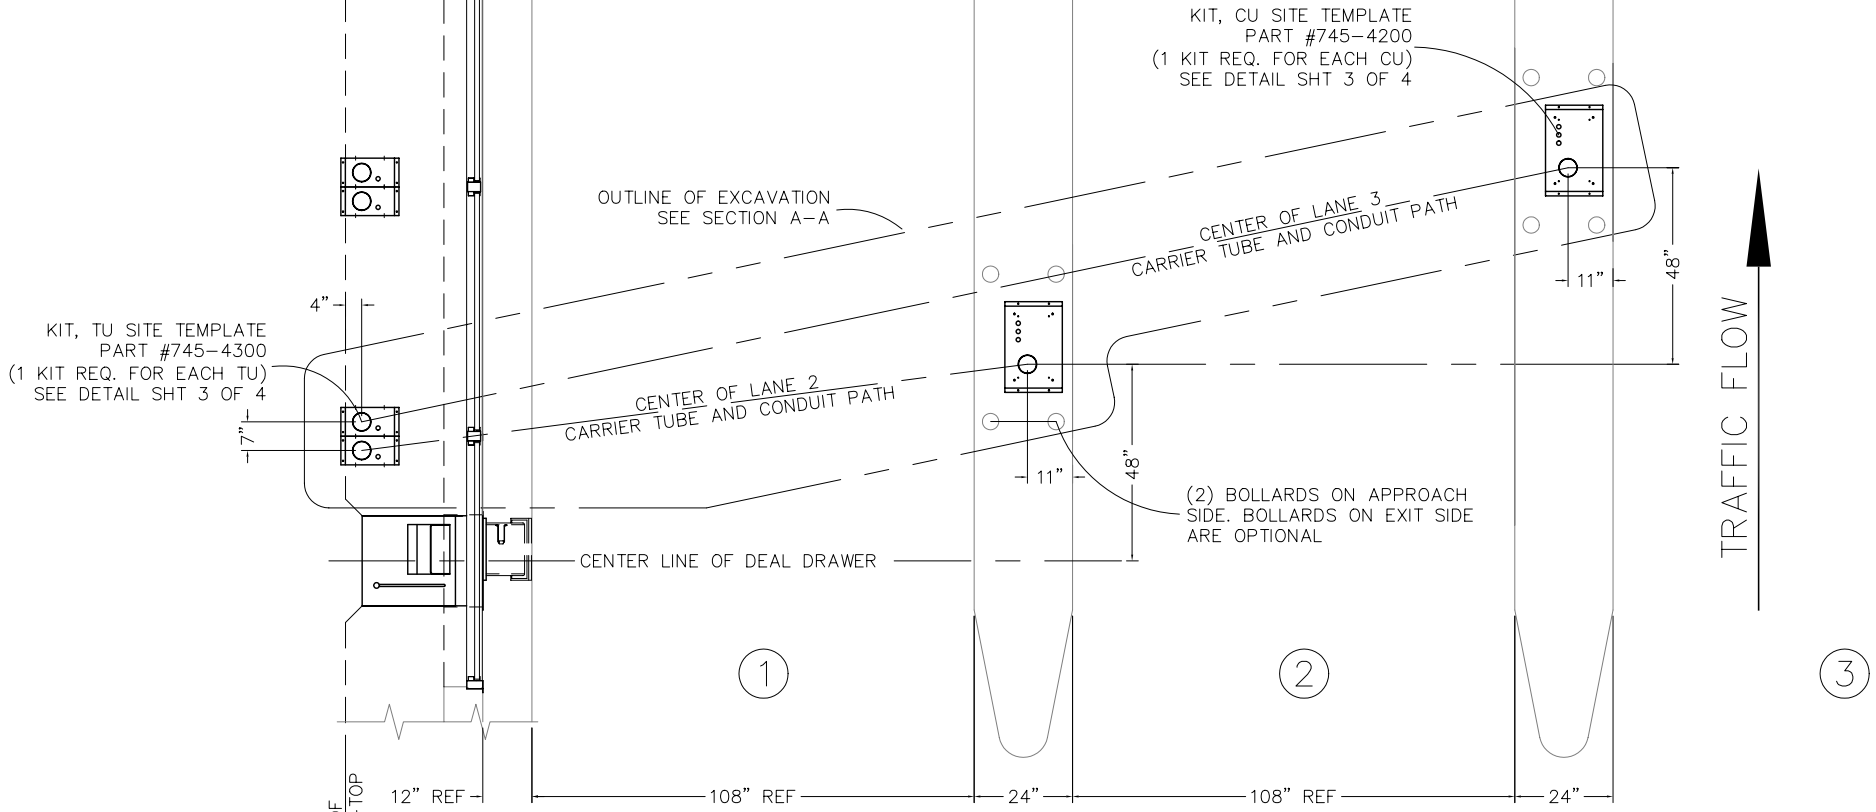 KIT, CU SITE TEMPLATE
PART #745-4200
(1 KIT REQ. FOR EACH CU)
SEE DETAIL SHT 3 OF 4
OUTLINE OF EXCAVATION
SEE SECTION A-A
CENTER OF LANE 3
CARRIER TUBE AND CONDUIT PATH
11"
48"
4"
KIT, TU SITE TEMPLATE
PART #745-4300
(1 KIT REQ. FOR EACH TU)
SEE DETAIL SHT 3 OF 4
7"
CENTER OF LANE 2
CARRIER TUBE AND CONDUIT PATH
11"
48"
(2) BOLLARDS ON APPROACH
SIDE. BOLLARDS ON EXIT SIDE
ARE OPTIONAL
TRAFFIC FLOW
CENTER LINE OF DEAL DRAWER
1
2
3
TOP
12" REF
108" REF
24"
108" REF
24"